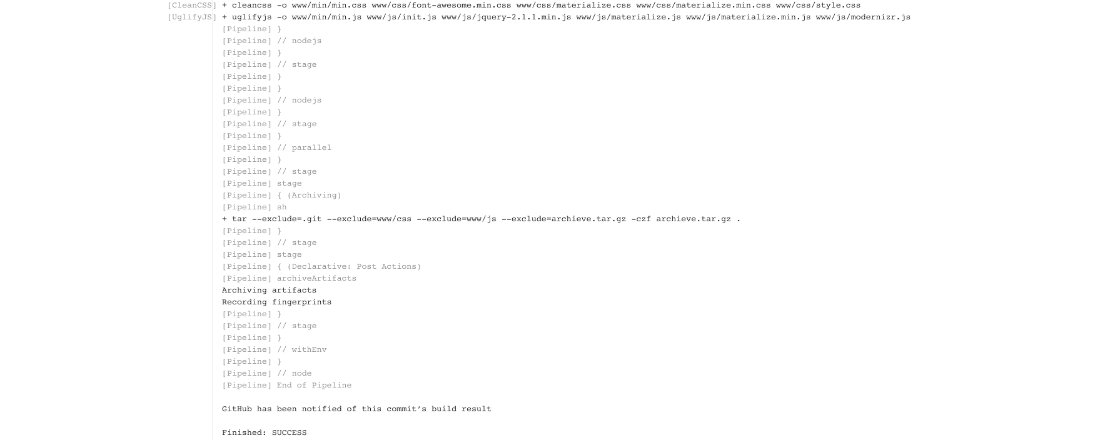 [CleanCSS] + cleancss -o www/min/min.css www/css/font-awesome.min.css www/css/materialize.css www/css/materialize.min.css www/css/style.css
[UglifyJS] + uglifyjs -o www/min/min.js www/js/init.js www/js/jquery-2.1.1.min.js www/js/materialize.js www/js/materialize.min.js www/js/modernizr.js
[Pipeline] }
[Pipeline] // nodejs
[Pipeline] }
[Pipeline] // stage
[Pipeline] }
[Pipeline] }
[Pipeline] // nodejs
[Pipeline] }
[Pipeline] // stage
[Pipeline] }
[Pipeline] // parallel
[Pipeline] }
[Pipeline] // stage
[Pipeline] stage
[Pipeline] { (Archiving)
[Pipeline] sh
+ tar --exclude=.git --exclude=www/css --exclude=www/js --exclude=archieve.tar.gz -czf archieve.tar.gz .
[Pipeline] }
[Pipeline] // stage
[Pipeline] stage
[Pipeline] { (Declarative: Post Actions)
[Pipeline] archiveArtifacts
Archiving artifacts
Recording fingerprints
[Pipeline] }
[Pipeline] // stage
[Pipeline] }
[Pipeline] // withEnv
[Pipeline] }
[Pipeline] // node
[Pipeline] End of Pipeline
GitHub has been notified of this commit's build result
Finished: SUCCESS